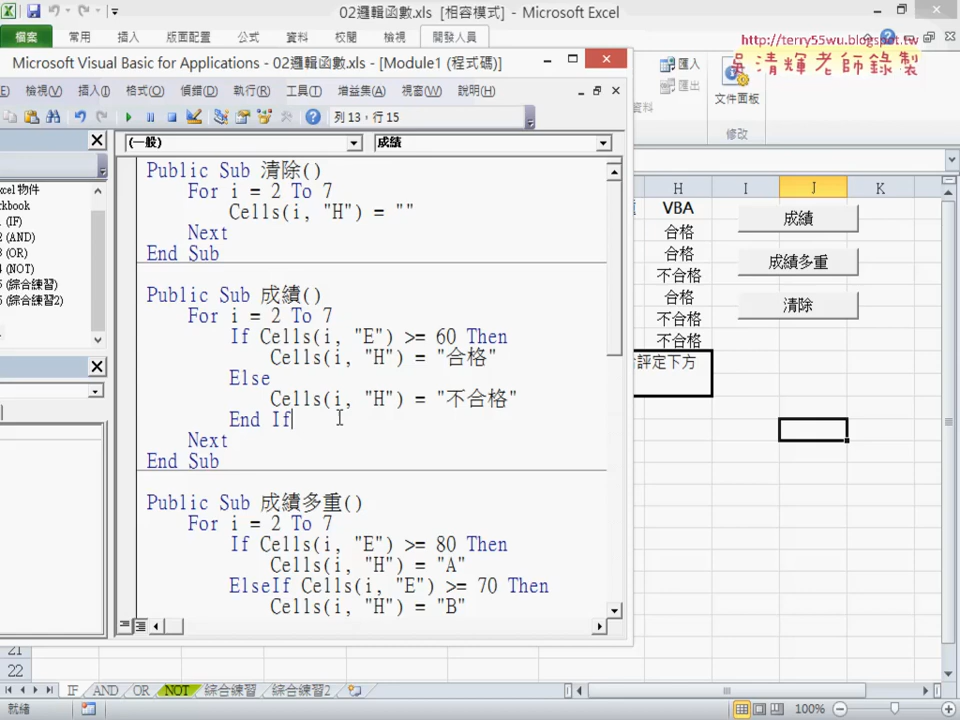 02邏輯函數.xls [相容模式] - Microsoft Excel
檔案 常用 插入 版面配置 公式 資料 校閱 檢視 開發人員
http://terry55wu.blogspot.tw
吳清輝老師錄製
Microsoft Visual Basic for Applications - 02邏輯函數.xls - [Module1 (程式碼)]
檢視(V) 插入(I) 格式(O) 偵錯(D) 執行(R) 工具(T) 增益集(A) 視窗(W) 說明(H)
匯入
匯出
文件面板
修改
列 13，行 15
(一般) 成績
Public Sub 清除()
For i = 2 To 7
Cells(i, "H") = ""
Next
End Sub
Public Sub 成績()
For i = 2 To 7
If Cells(i, "E") >= 60 Then
Cells(i, "H") = "合格"
Else
Cells(i, "H") = "不合格"
End If
Next
End Sub
Public Sub 成績多重()
For i = 2 To 7
If Cells(i, "E") >= 80 Then
Cells(i, "H") = "A"
ElseIf Cells(i, "E") >= 70 Then
Cells(i, "H") = "B"
xcel 物件
rkbook
1 (IF)
2 (AND)
3 (OR)
4 (NOT)
5 (綜合練習)
6 (綜合練習2)
H I J K
VBA
合格
合格
不合格
合格
不合格
不合格
評定下方
成績
成績多重
清除
21
22
IF AND OR NOT 綜合練習 綜合練習2
就緒
100%